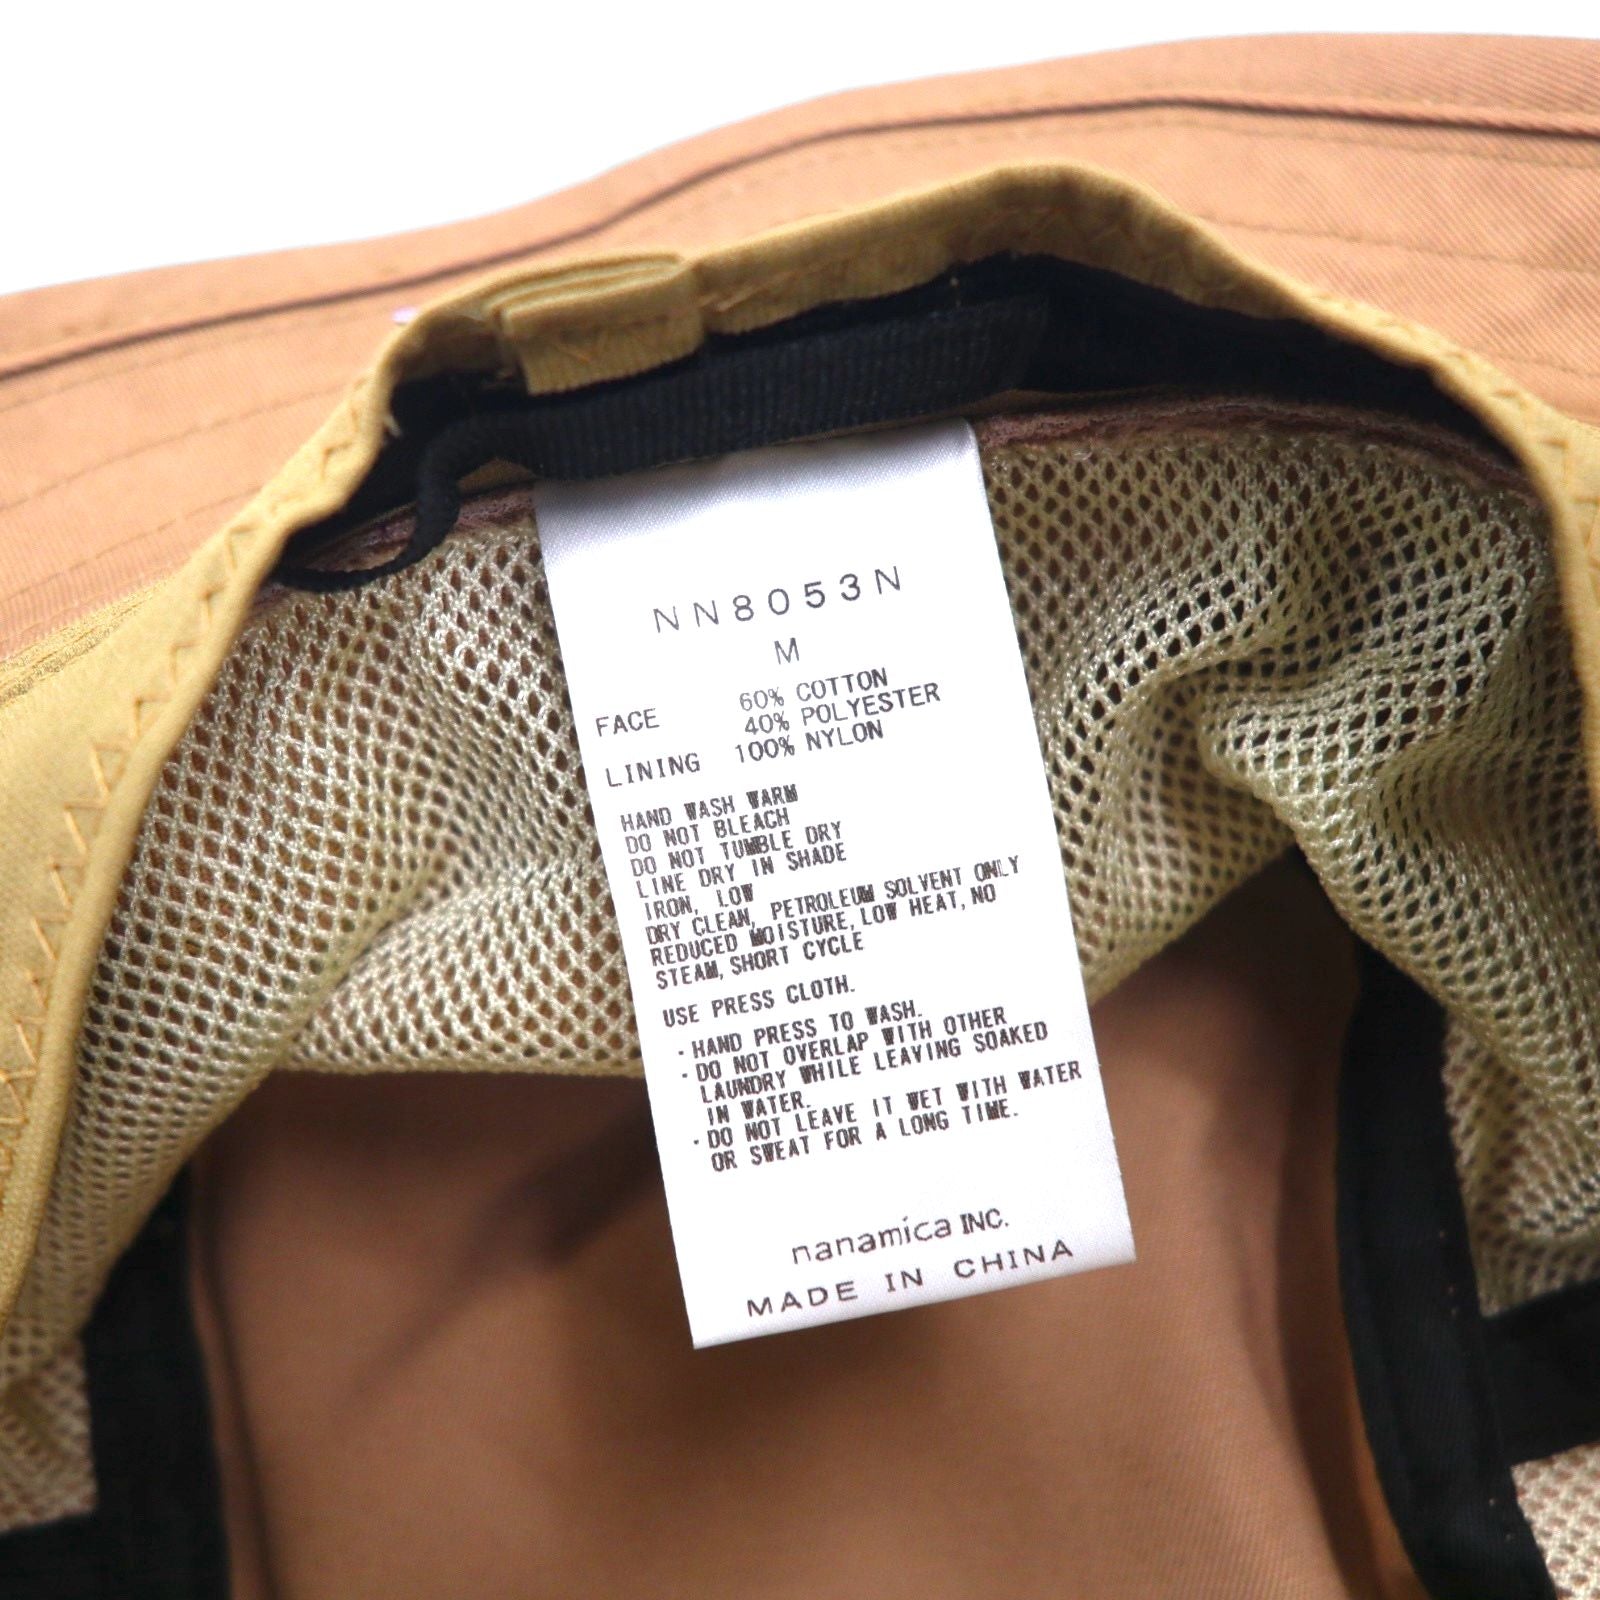 NN8053N
M
FACE 60% COTTON
40% POLYESTER
LINING 100% NYLON
HAND WASH WARM
DO NOT BLEACH
DO NOT TUMBLE DRY
LINE DRY IN SHADE
IRON, LOW
DRY CLEAN, PETROLEUM SOLVENT ONLY
REDUCED MOISTURE, LOW HEAT, NO
STEAM, SHORT CYCLE
USE PRESS CLOTH.
・HAND PRESS TO WASH.
・DO NOT OVERLAP WITH OTHER
LAUNDRY WHILE LEAVING SOAKED
IN WATER.
・DO NOT LEAVE IT WET WITH WATER
OR SWEAT FOR A LONG TIME.
nanamica INC.
MADE IN CHINA